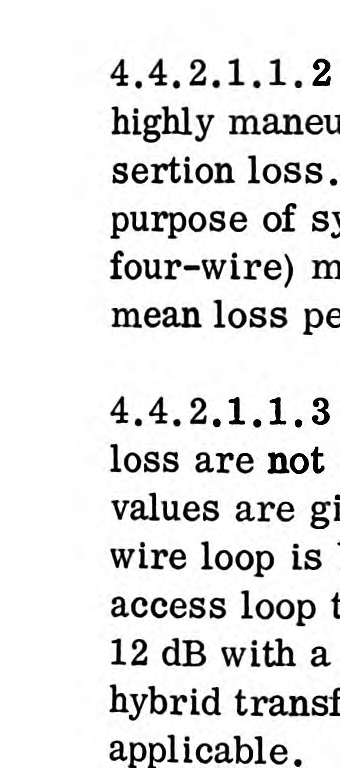 4.4.2.1.1.2
highly maneu
sertion loss.
purpose of sy
four-wire) m
mean loss pe

4.4.2.1.1.3
loss are not
values are gi
wire loop is
access loop t
12 dB with a
hybrid transf
applicable.